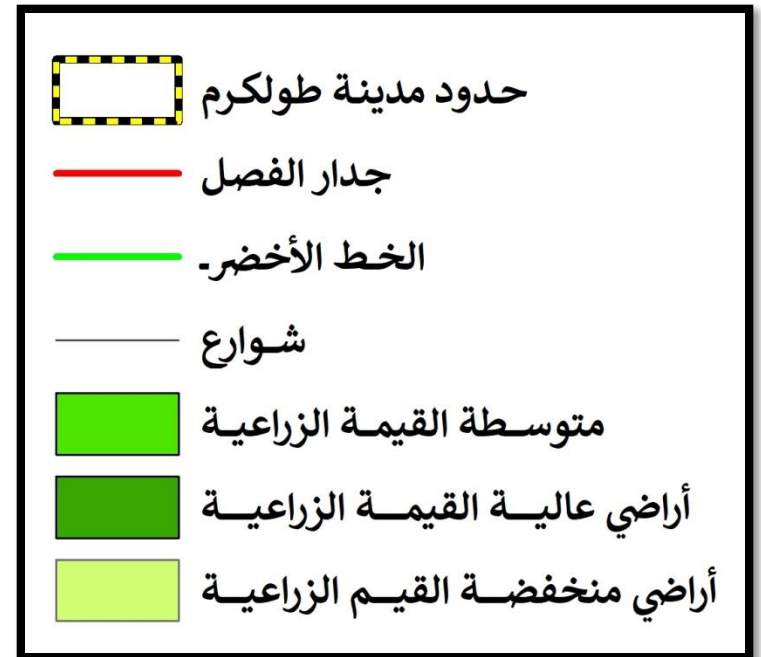 حدود مدينة طولكرم
جدار الفصل
الخط الأخضر
شوارع
متوسطة القيمة الزراعية
أراضي عالية القيمة الزراعية
أراضي منخفضة القيم الزراعية